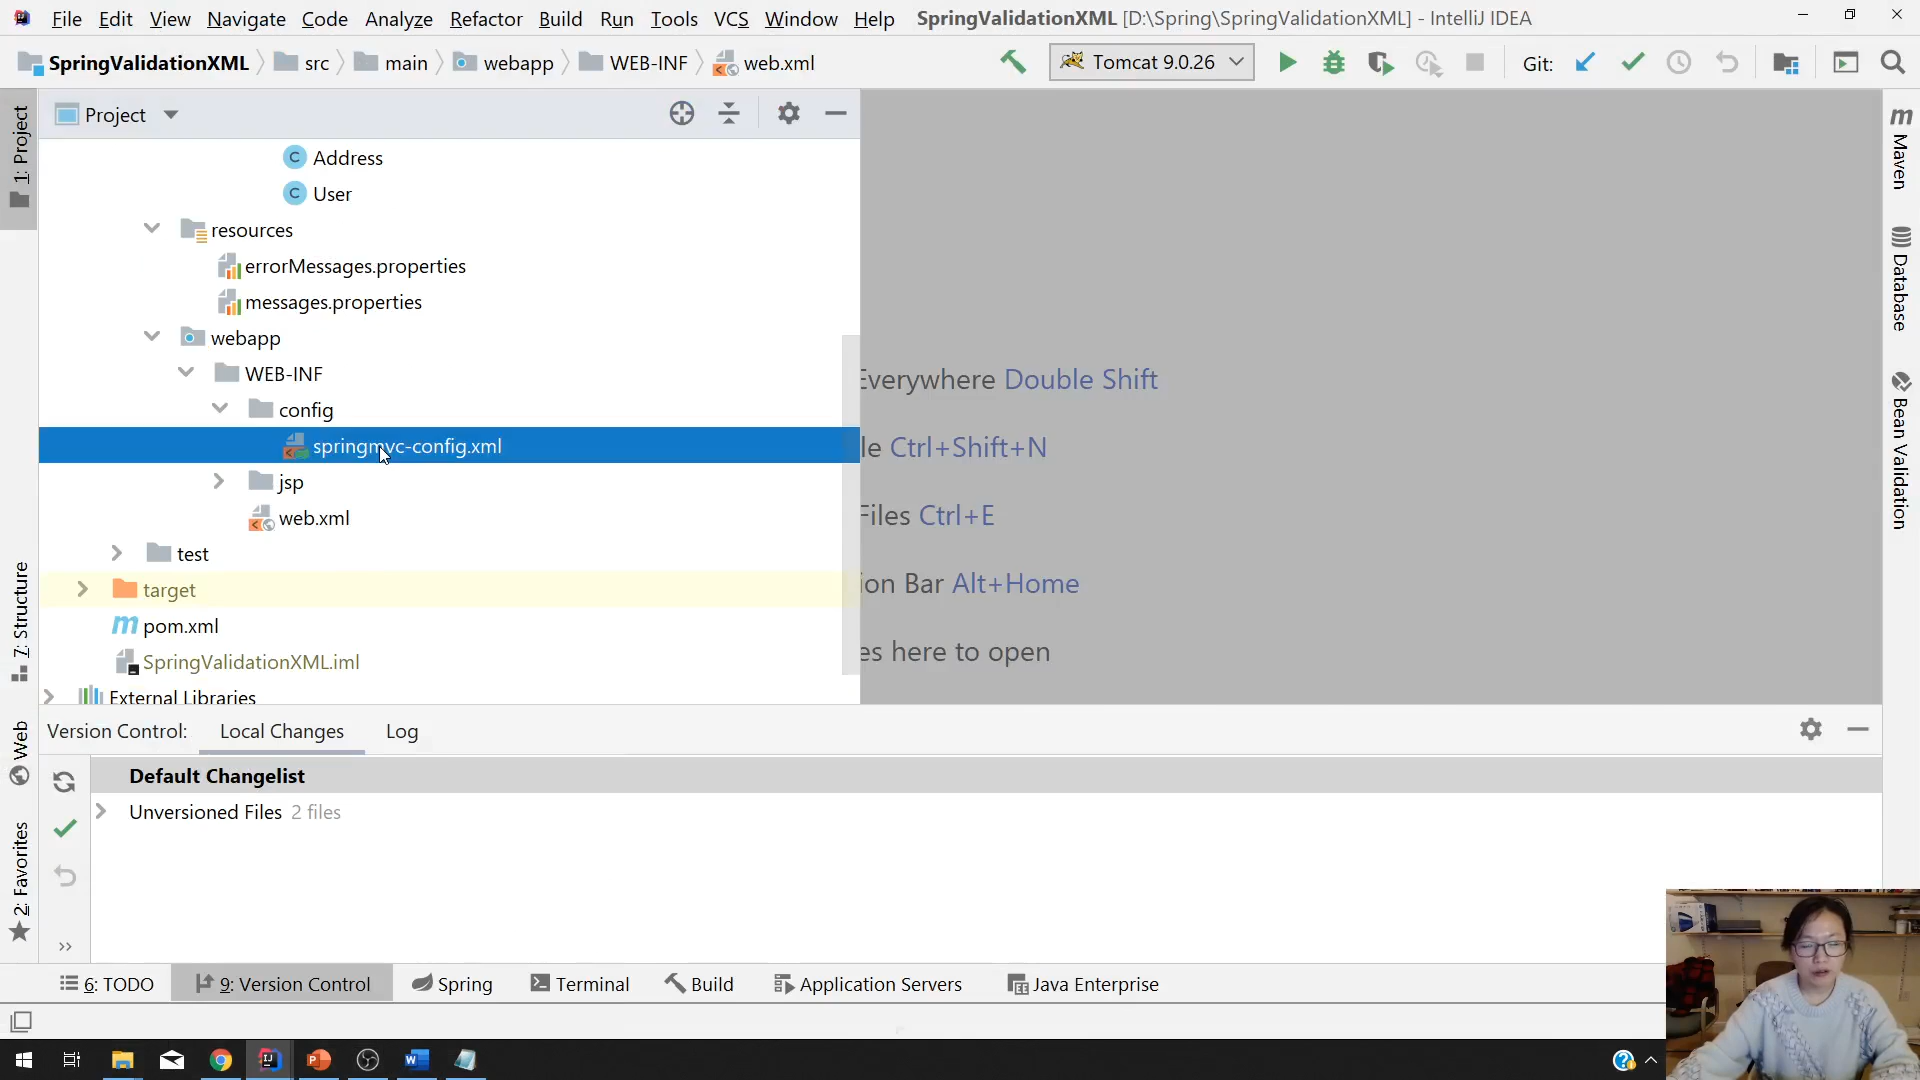 File Edit View Navigate Code Analyze Refactor Build Run Tools VCS Window Help SpringValidationXML [D:\Spring\SpringValidationXML] - IntelliJ IDEA
SpringValidationXML src main webapp WEB-INF web.xml Tomcat 9.0.26 Git:
1: Project
Project
Address
User
resources
errorMessages.properties
messages.properties
webapp
WEB-INF
config
springmvc-config.xml
jsp
web.xml
test
target
pom.xml
SpringValidationXML.iml
External Libraries
Everywhere Double Shift
le Ctrl+Shift+N
Files Ctrl+E
ion Bar Alt+Home
es here to open
Maven
Database
Bean Validation
7: Structure
Web
2: Favorites
Version Control: Local Changes Log
Default Changelist
Unversioned Files 2 files
6: TODO 9: Version Control Spring Terminal Build Application Servers Java Enterprise